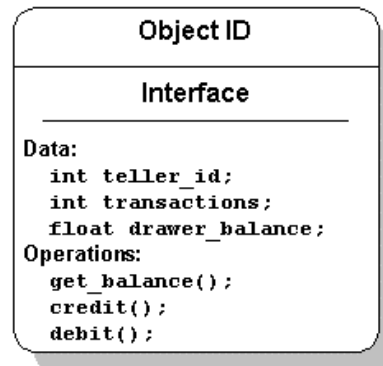 Object ID
Interface
Data:
int teller_id;
int transactions;
float drawer_balance;
Operations:
get_balance();
credit();
debit();